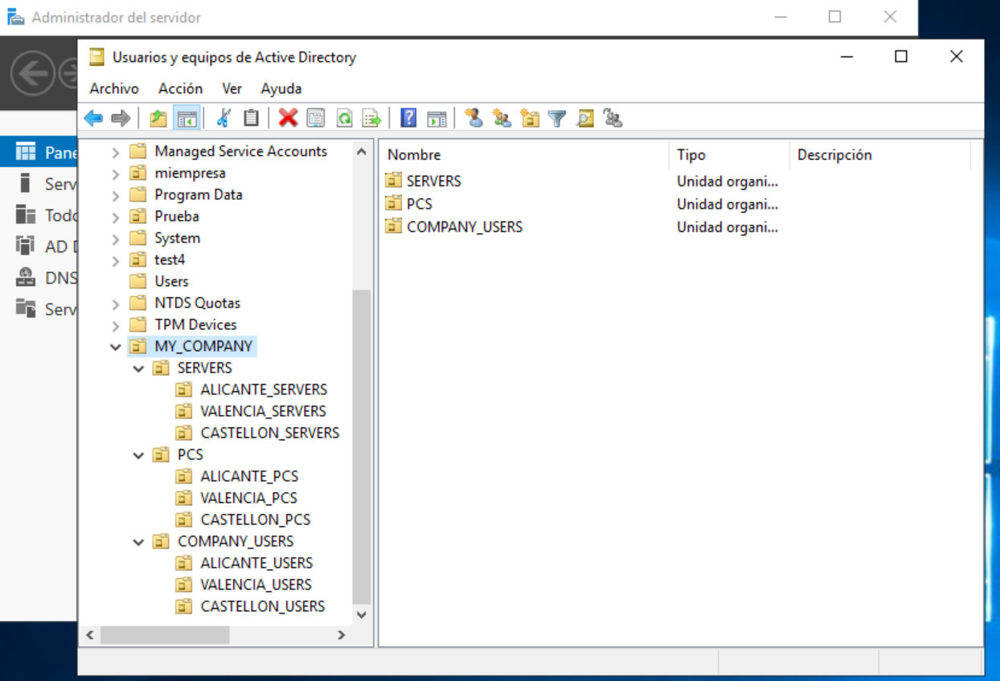 Administrador del servidor
Usuarios y equipos de Active Directory
Archivo Acción Ver Ayuda
Pane
Serv
Todo
AD D
DNS
Serv
Managed Service Accounts
miempresa
Program Data
Prueba
System
test4
Users
NTDS Quotas
TPM Devices
MY_COMPANY
SERVERS
ALICANTE_SERVERS
VALENCIA_SERVERS
CASTELLON_SERVERS
PCS
ALICANTE_PCS
VALENCIA_PCS
CASTELLON_PCS
COMPANY_USERS
ALICANTE_USERS
VALENCIA_USERS
CASTELLON_USERS
Nombre Tipo Descripción
SERVERS Unidad organi...
PCS Unidad organi...
COMPANY_USERS Unidad organi...